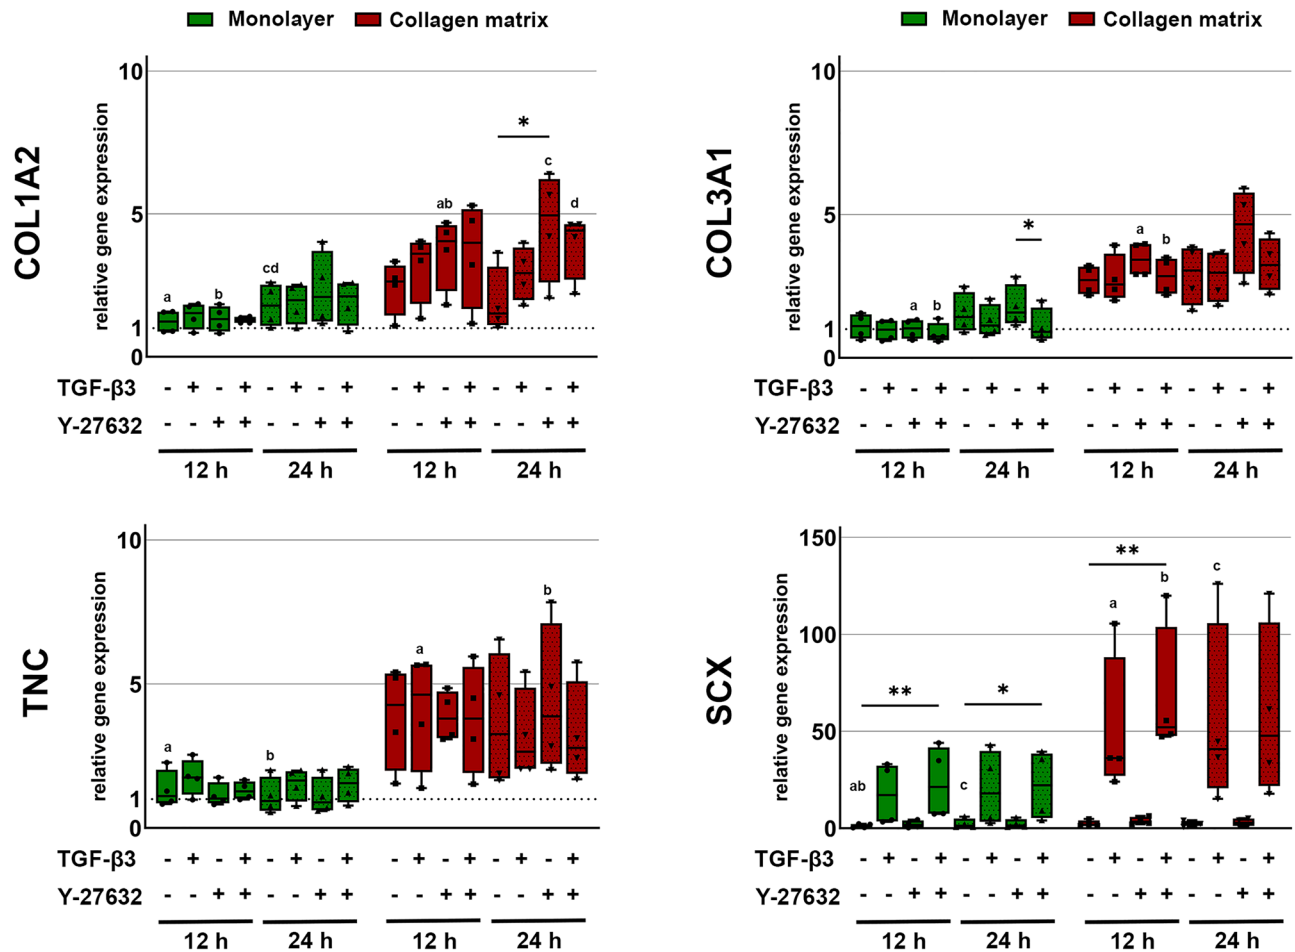 Monolayer Collagen matrix
Monolayer Collagen matrix
COL1A2
relative gene expression
10
5
1
0
a
b
cd
ab
*
c
d
TGF-β3 - + - + - + - + - + - + - + - +
Y-27632 - - + + - - + + - - + + - - + +
12 h 24 h 12 h 24 h
COL3A1
relative gene expression
10
5
1
0
a
b
*
a
b
TGF-β3 - + - + - + - + - + - + - + - +
Y-27632 - - + + - - + + - - + + - - + +
12 h 24 h 12 h 24 h
TNC
relative gene expression
10
5
1
0
a
b
a
b
TGF-β3 - + - + - + - + - + - + - + - +
Y-27632 - - + + - - + + - - + + - - + +
12 h 24 h 12 h 24 h
SCX
relative gene expression
150
100
50
0
ab
**
c
*
**
a
b
c
TGF-β3 - + - + - + - + - + - + - + - +
Y-27632 - - + + - - + + - - + + - - + +
12 h 24 h 12 h 24 h